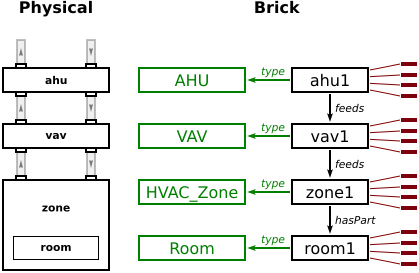 Physical Brick
ahu AHU type ahu1
feeds
vav VAV type vav1
feeds
zone HVAC_Zone type zone1
hasPart
room Room type room1